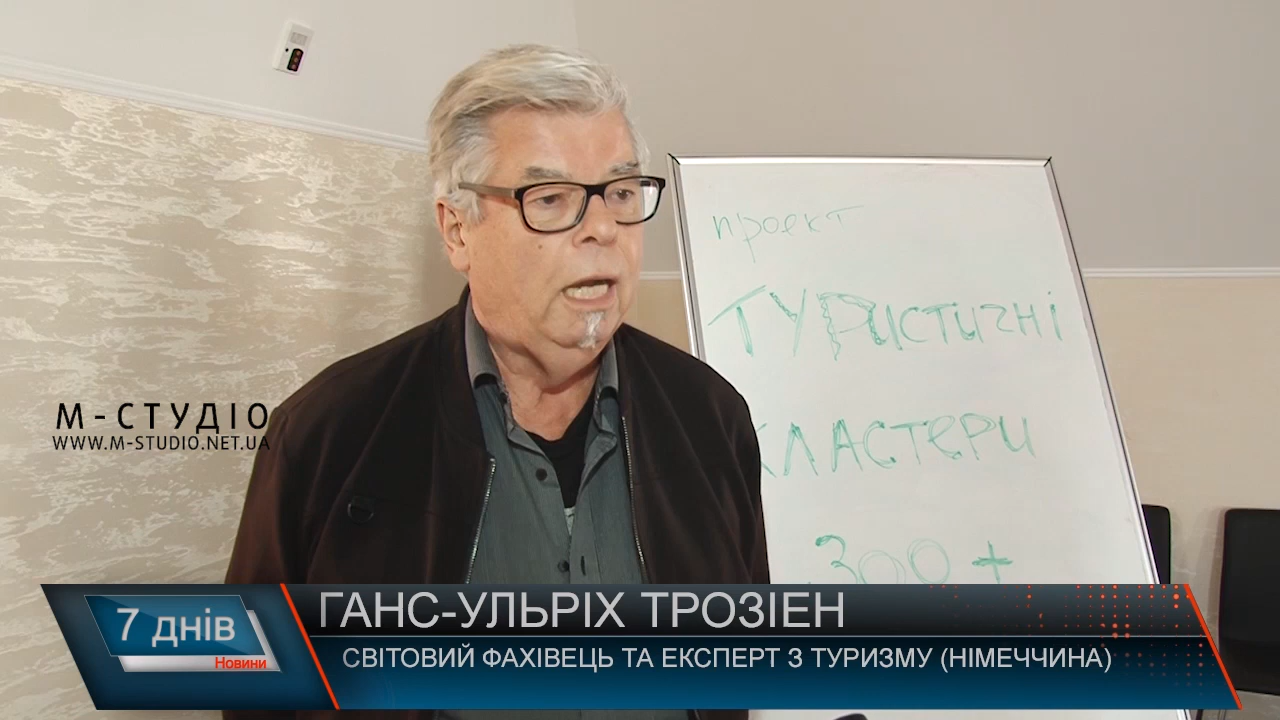 проект
ТУРИСТИЧНІ
КЛАСТЕРИ
300+
М-СТУДІО
WWW.M-STUDIO.NET.UA
7 днів
Новини
ГАНС-УЛЬРІХ ТРОЗІЕН
СВІТОВИЙ ФАХІВЕЦЬ ТА ЕКСПЕРТ З ТУРИЗМУ (НІМЕЧЧИНА)